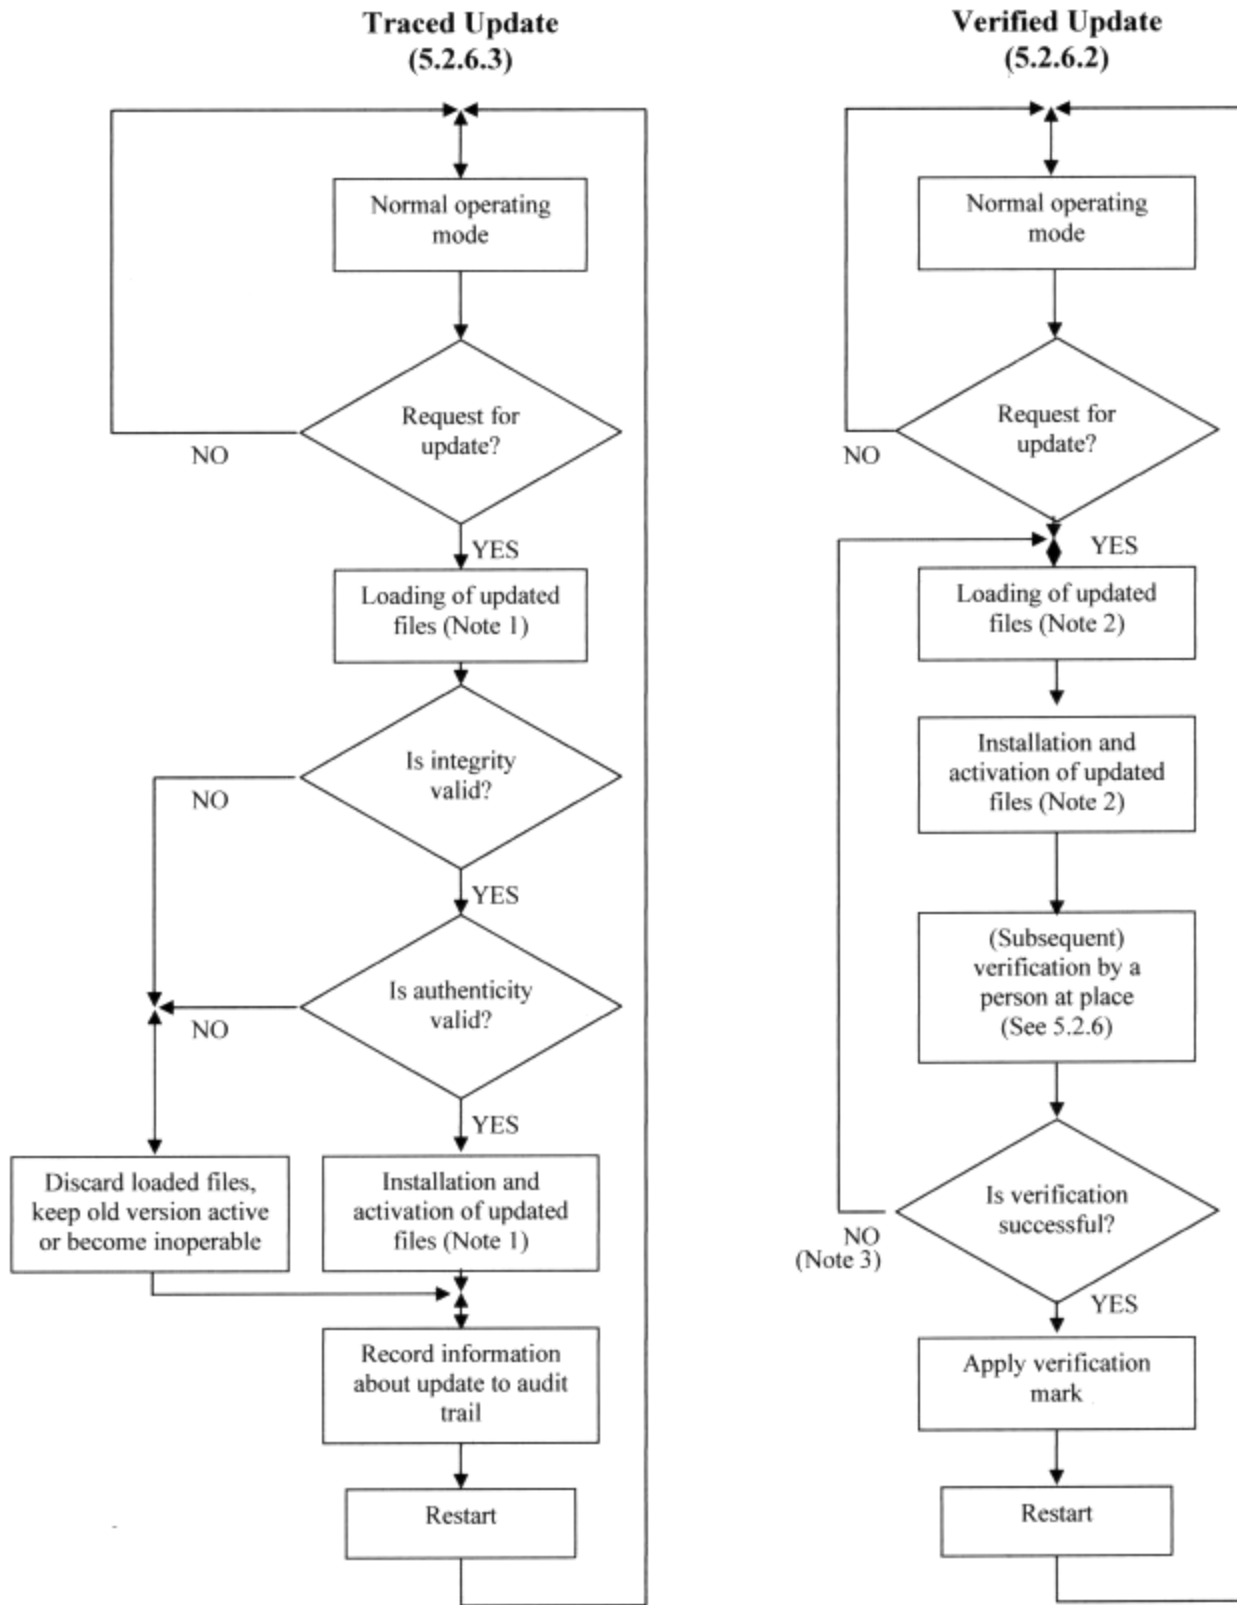 Traced Update
(5.2.6.3)
Normal operating
mode
Request for
update?
NO
YES
Loading of updated
files (Note 1)
Is integrity
valid?
NO
YES
Is authenticity
valid?
NO
YES
Discard loaded files,
keep old version active
or become inoperable
Installation and
activation of updated
files (Note 1)
Record information
about update to audit
trail
Restart
Verified Update
(5.2.6.2)
Normal operating
mode
Request for
update?
NO
YES
Loading of updated
files (Note 2)
Installation and
activation of updated
files (Note 2)
(Subsequent)
verification by a
person at place
(See 5.2.6)
Is verification
successful?
NO
(Note 3)
YES
Apply verification
mark
Restart